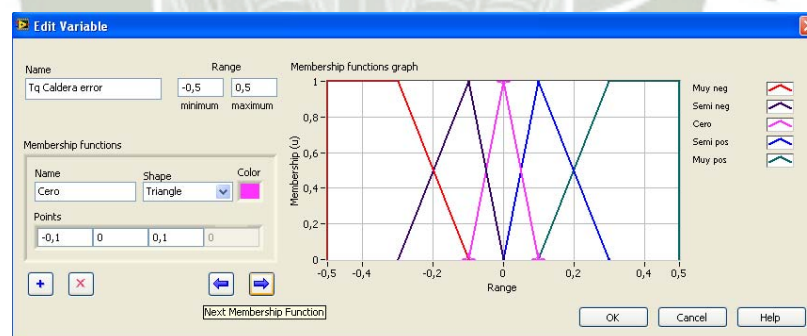 Edit Variable
Name
Range
Tq Caldera error
-0,5
0,5
minimum
maximum
Membership functions
Name
Shape
Color
Cero
Triangle
Points
-0,1
0
0,1
0
Next Membership Function
Membership functions graph
Membership (u)
1
0,8
0,6
0,4
0,2
0
-0,5
-0,4
-0,2
0
0,2
0,4
0,5
Range
Muy neg
Semi neg
Cero
Semi pos
Muy pos
OK
Cancel
Help